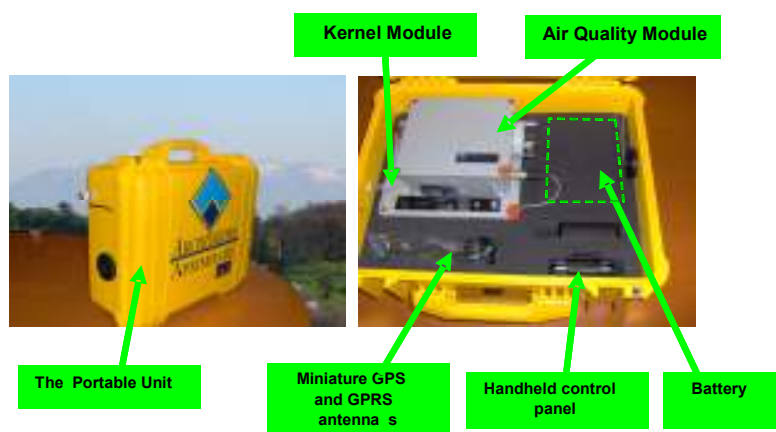 Kernel Module
Air Quality Module
The Portable Unit
Miniature GPS
and GPRS
antenna s
Handheld control
panel
Battery